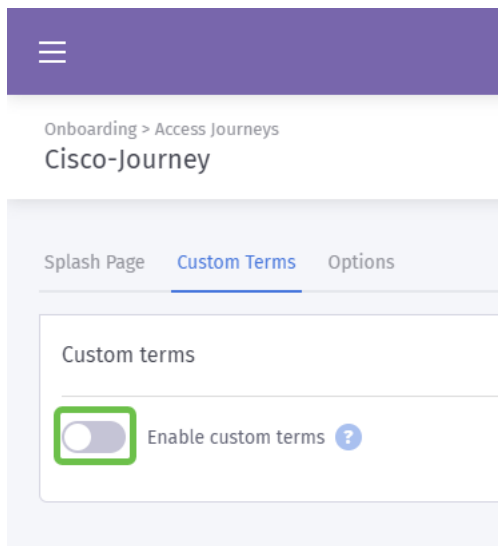 Onboarding > Access Journeys
Cisco-Journey
Splash Page Custom Terms Options
Custom terms
Enable custom terms ?